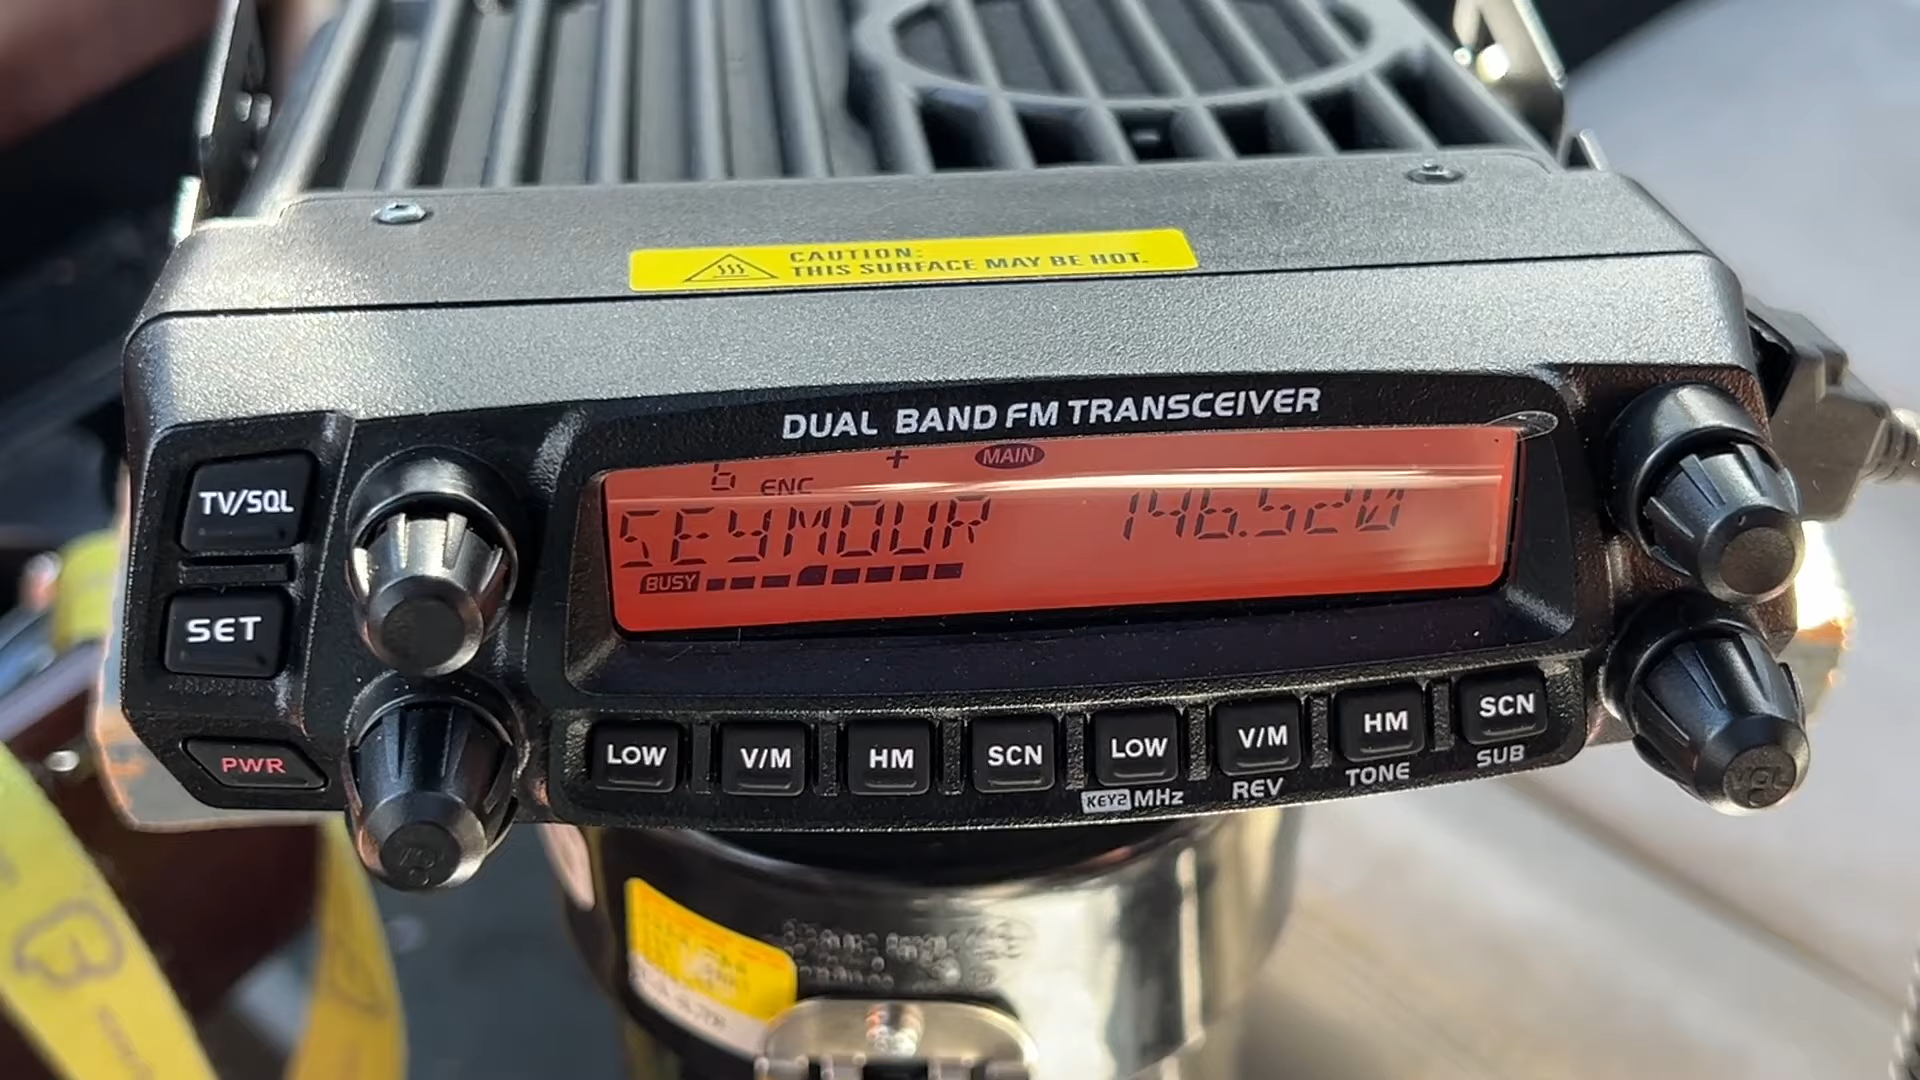 CAUTION:
THIS SURFACE MAY BE HOT.
DUAL BAND FM TRANSCEIVER
6 ENC + MAIN
SEYMOUR 146.520
BUSY
TV/SQL
SET
PWR
LOW V/M HM SCN LOW V/M HM SCN
KEY2 MHz REV TONE SUB
VOL